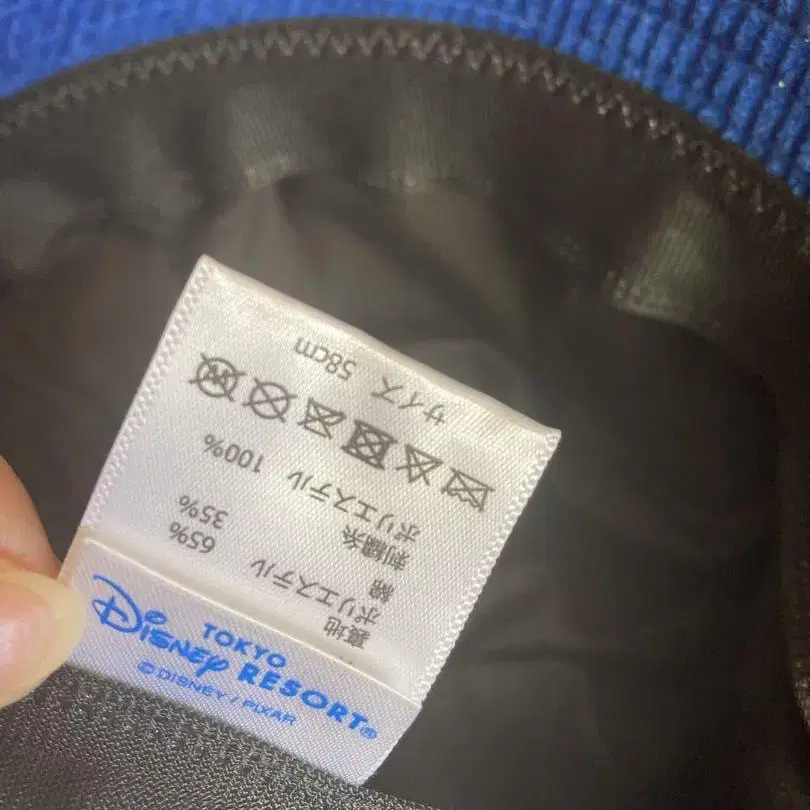 裏地
ポリエステル 65%
綿 35%
刺繍糸
ポリエステル 100%
サイズ 58cm
TOKYO
Disney RESORT®
©DISNEY / PIXAR